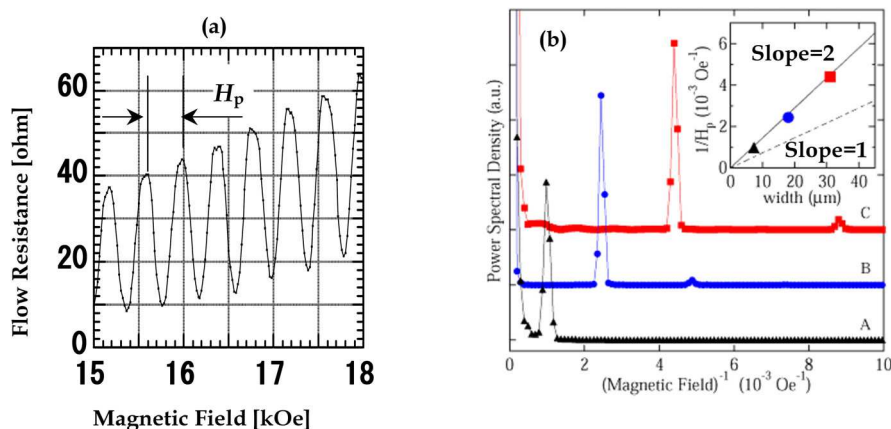 (a)
Flow Resistance [ohm]
60
40
20
0
Hp
15 16 17 18
Magnetic Field [kOe]
(b)
Power Spectral Density (a.u.)
C
B
A
0 2 4 6 8 10
(Magnetic Field)⁻¹ (10⁻³ Oe⁻¹)
1/Hp (10⁻³ Oe⁻¹)
6
4
2
0
Slope=2
Slope=1
0 10 20 30 40
width (μm)